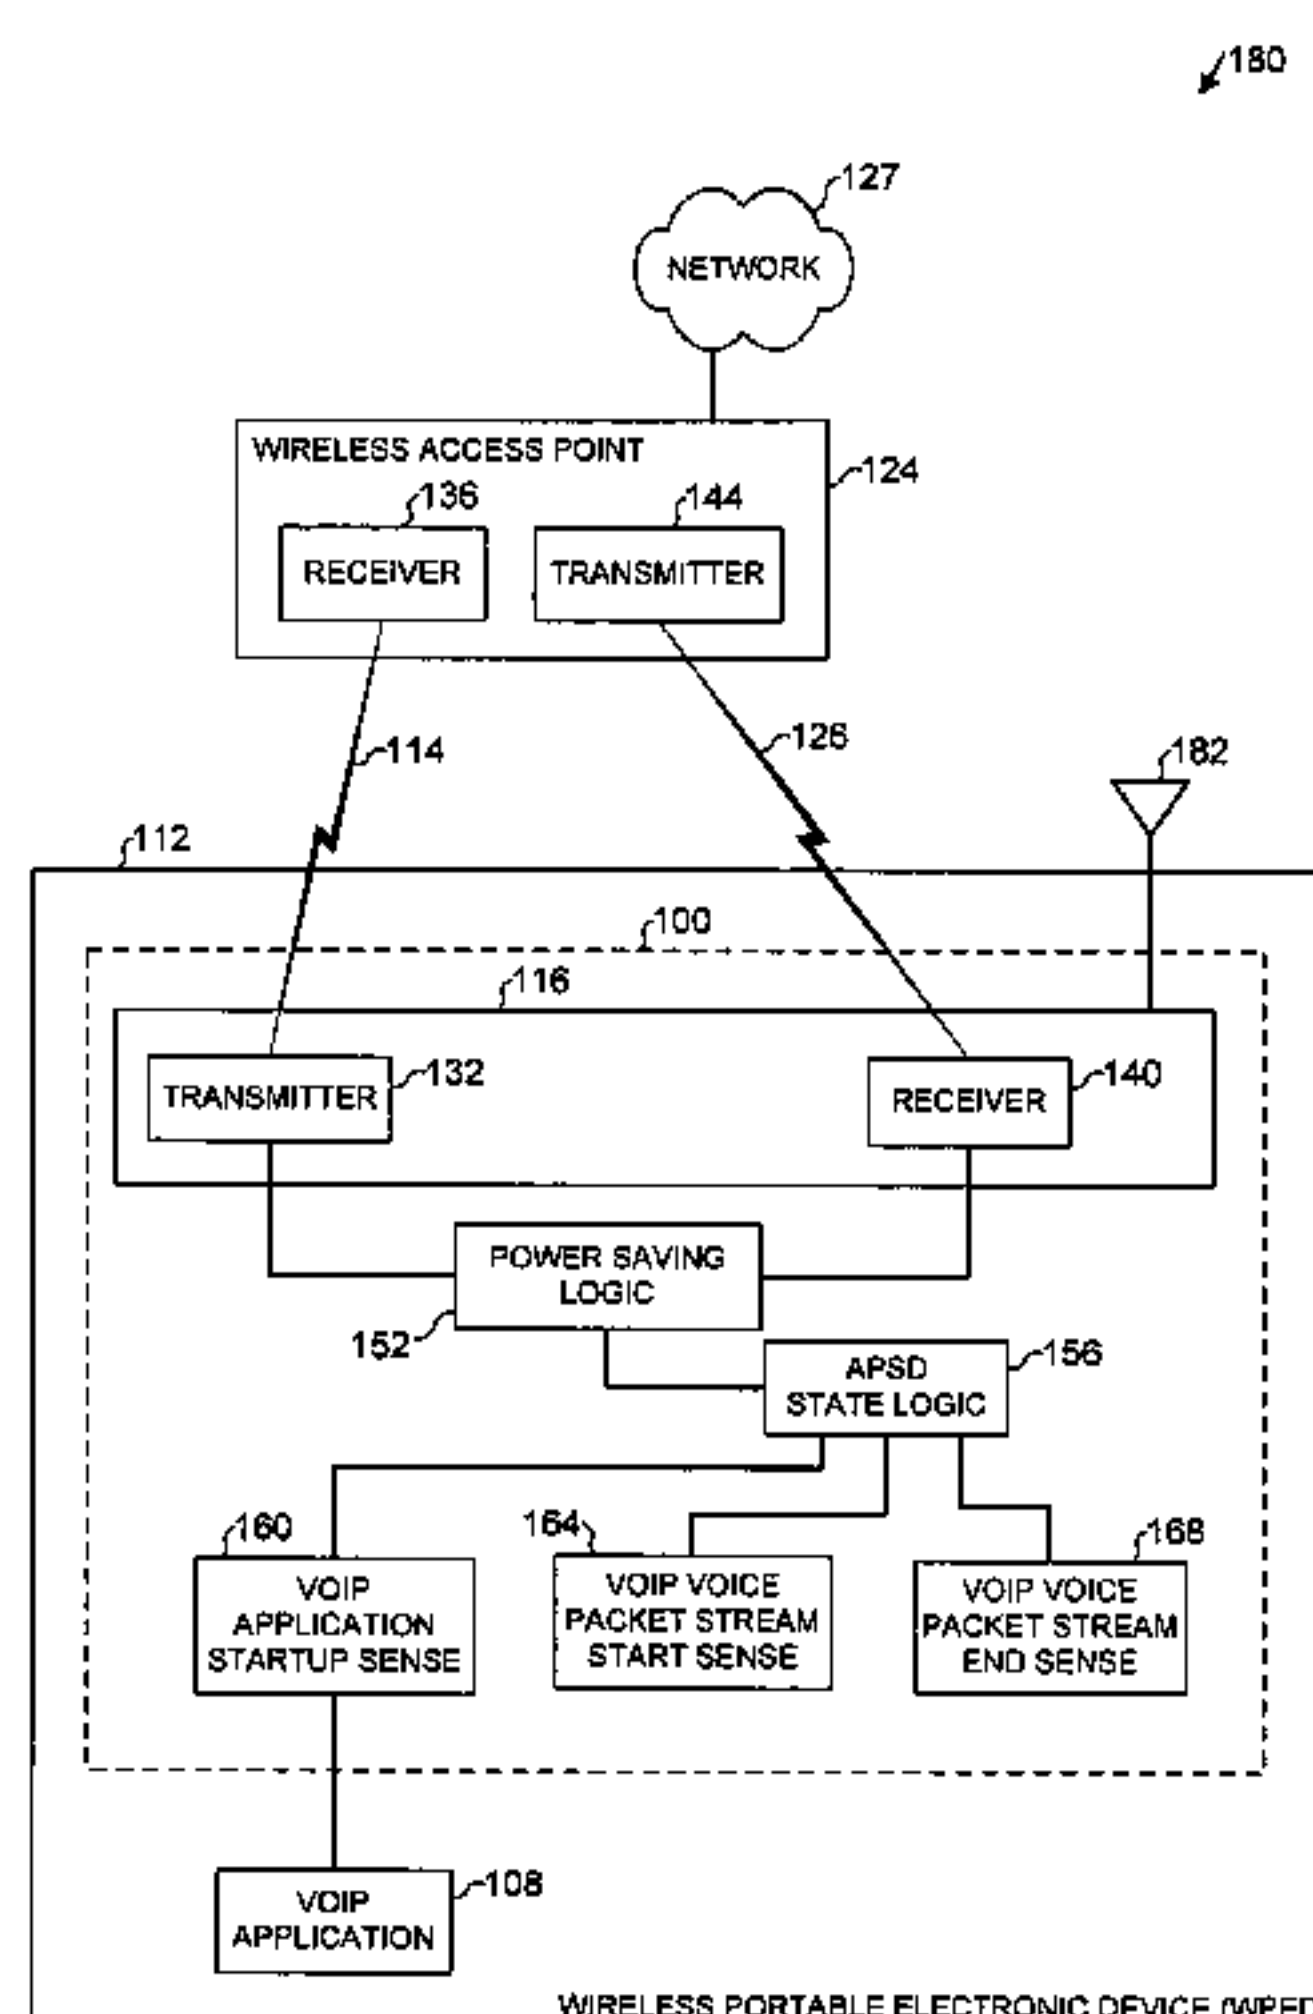 180
127
NETWORK
WIRELESS ACCESS POINT
124
136
144
RECEIVER
TRANSMITTER
114
126
182
112
100
116
TRANSMITTER
132
RECEIVER
140
POWER SAVING
LOGIC
152
APSD
STATE LOGIC
156
160
VOIP
APPLICATION
STARTUP SENSE
164
VOIP VOICE
PACKET STREAM
START SENSE
168
VOIP VOICE
PACKET STREAM
END SENSE
108
VOIP
APPLICATION
WIRELESS PORTABLE ELECTRONIC DEVICE (WPED